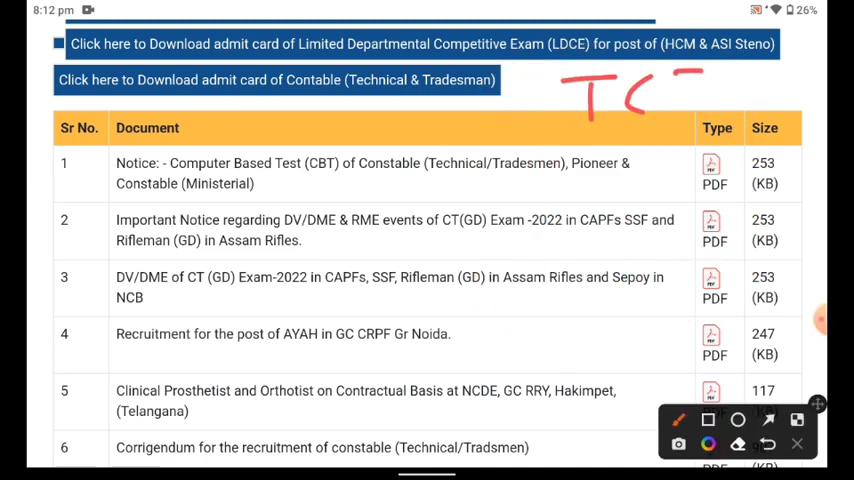 8:12 pm
26%
Click here to Download admit card of Limited Departmental Competitive Exam (LDCE) for post of (HCM & ASI Steno)
Click here to Download admit card of Contable (Technical & Tradesman)
TC
Sr No. Document Type Size
1 Notice: - Computer Based Test (CBT) of Constable (Technical/Tradesmen), Pioneer & PDF 253
Constable (Ministerial) (KB)
2 Important Notice regarding DV/DME & RME events of CT(GD) Exam -2022 in CAPFs SSF and PDF 253
Rifleman (GD) in Assam Rifles. (KB)
3 DV/DME of CT (GD) Exam-2022 in CAPFs, SSF, Rifleman (GD) in Assam Rifles and Sepoy in PDF 253
NCB (KB)
4 Recruitment for the post of AYAH in GC CRPF Gr Noida. PDF 247
(KB)
5 Clinical Prosthetist and Orthotist on Contractual Basis at NCDE, GC RRY, Hakimpet, 117
(Telangana)
6 Corrigendum for the recruitment of constable (Technical/Tradsmen)